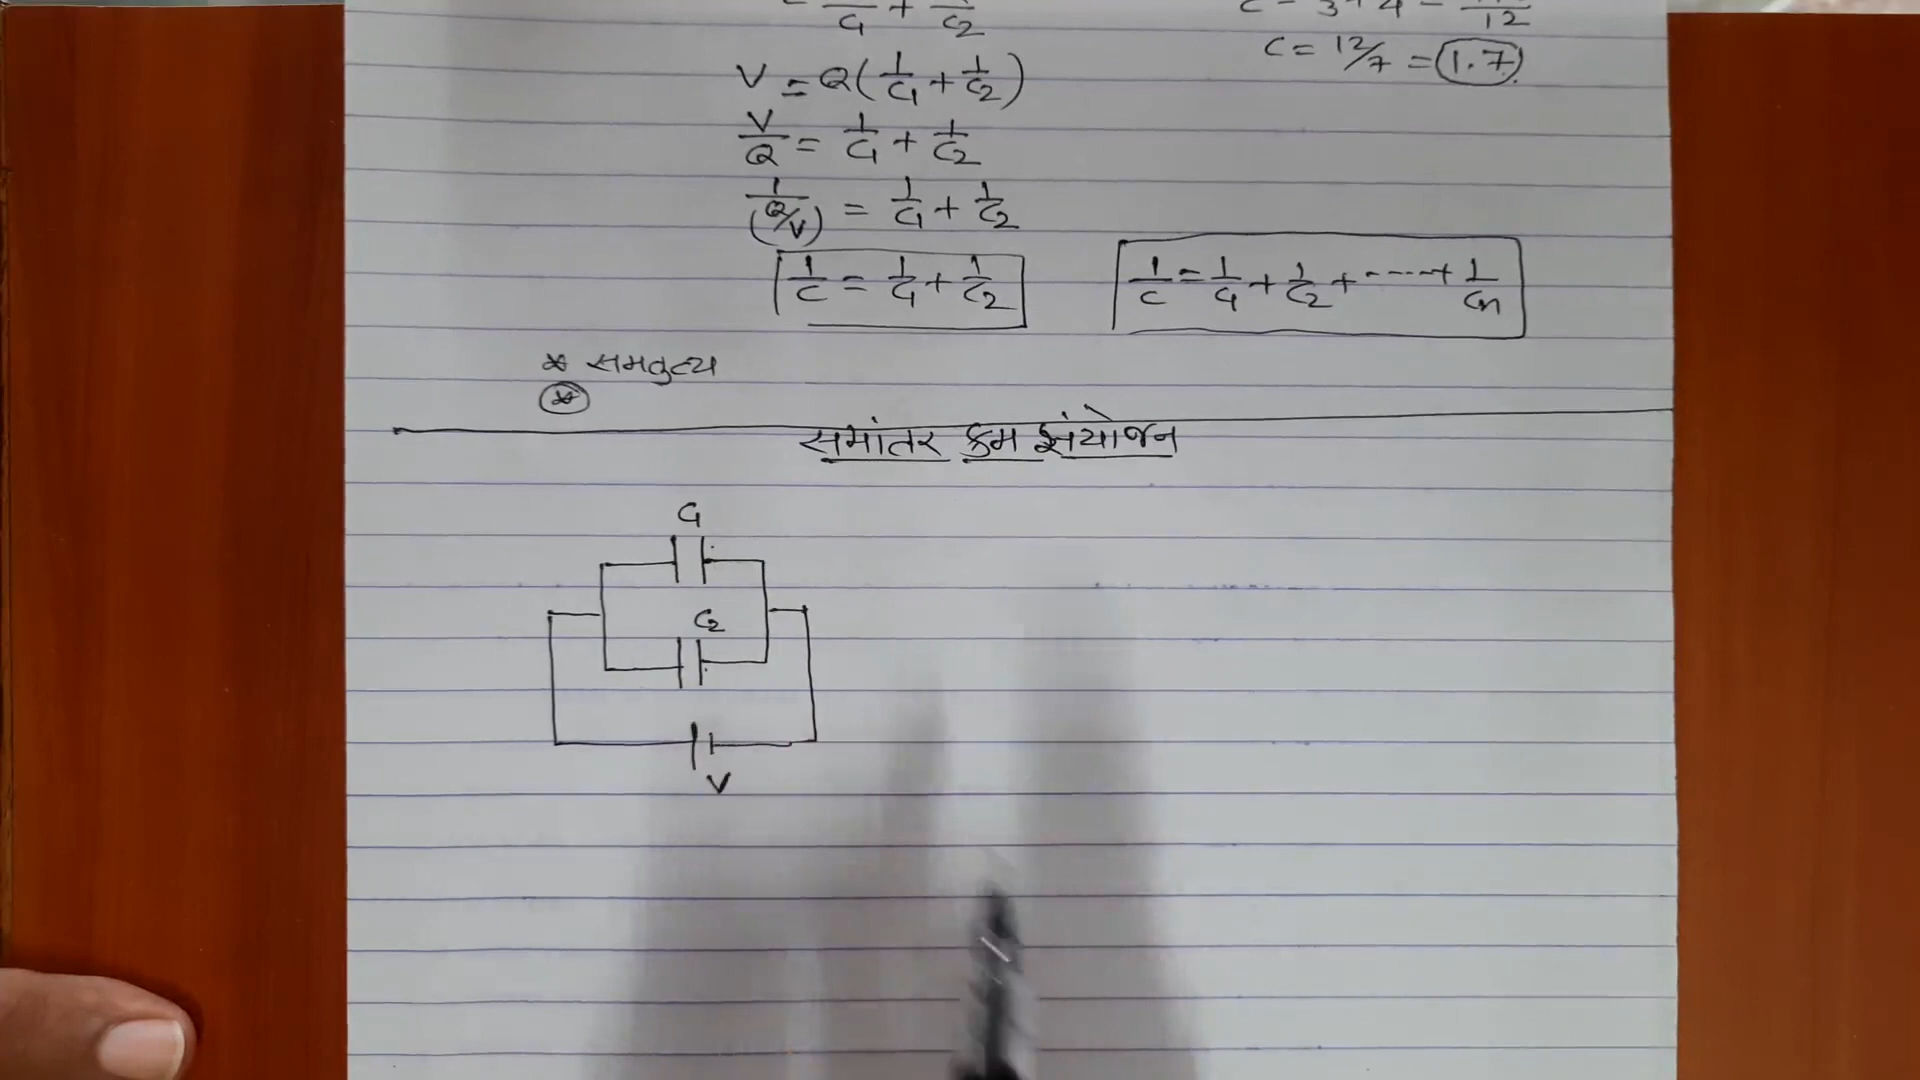 C = 12/7 = 1.7
V = Q(1/C1 + 1/C2)
V/Q = 1/C1 + 1/C2
1/(Q/V) = 1/C1 + 1/C2
1/C = 1/C1 + 1/C2
1/C = 1/C1 + 1/C2 + ----+ 1/Cn
* समतुल्य
*
समांतर क्रम संयोजन
C1
C2
V